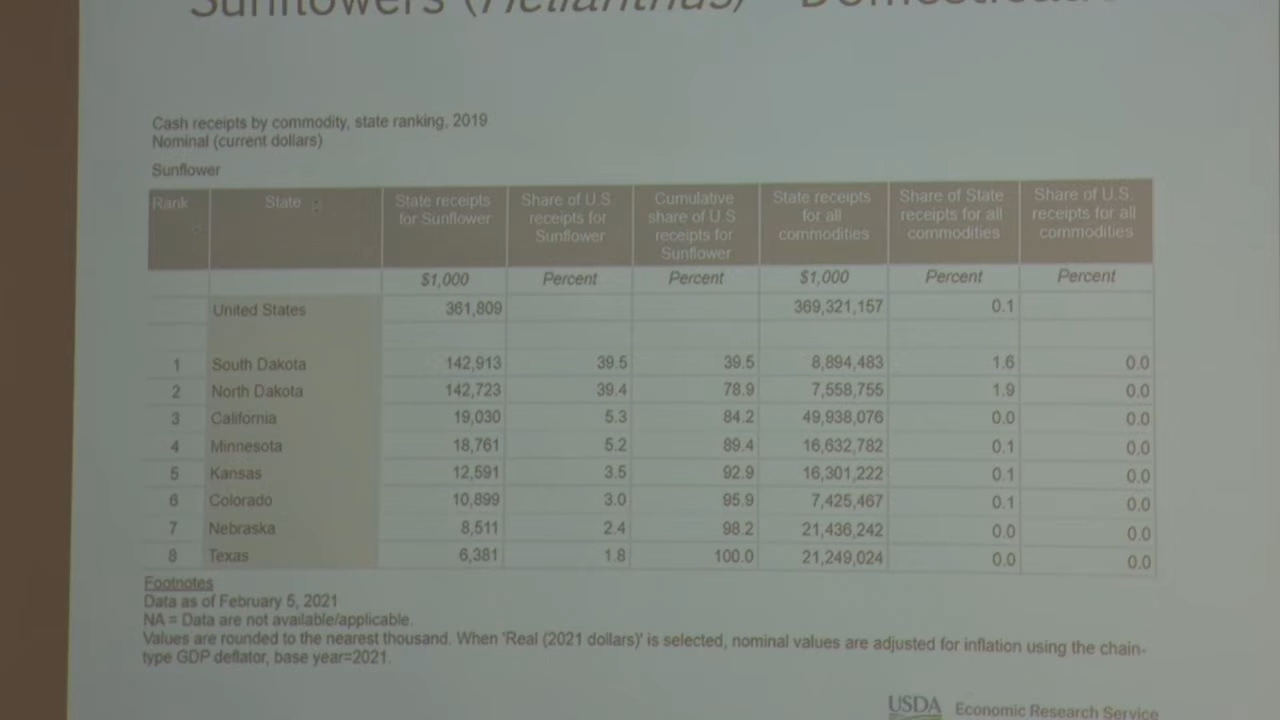 Sunflowers (Helianthus)
Cash receipts by commodity, state ranking, 2019
Nominal (current dollars)
Sunflower
Rank State State receipts for Sunflower Share of U.S. receipts for Sunflower Cumulative share of U.S. receipts for Sunflower State receipts for all commodities Share of State receipts for all commodities Share of U.S. receipts for all commodities
$1,000 Percent Percent $1,000 Percent Percent
United States 361,809 369,321,157 0.1
1 South Dakota 142,913 39.5 39.5 8,894,483 1.6 0.0
2 North Dakota 142,723 39.4 78.9 7,558,755 1.9 0.0
3 California 19,030 5.3 84.2 49,938,076 0.0 0.0
4 Minnesota 18,761 5.2 89.4 16,632,782 0.1 0.0
5 Kansas 12,591 3.5 92.9 16,301,222 0.1 0.0
6 Colorado 10,899 3.0 95.9 7,425,467 0.1 0.0
7 Nebraska 8,511 2.4 98.2 21,436,242 0.0 0.0
8 Texas 6,381 1.8 100.0 21,249,024 0.0 0.0
Footnotes
Data as of February 5, 2021
NA = Data are not available/applicable.
Values are rounded to the nearest thousand. When 'Real (2021 dollars)' is selected, nominal values are adjusted for inflation using the chain-
type GDP deflator, base year=2021.
USDA Economic Research Service